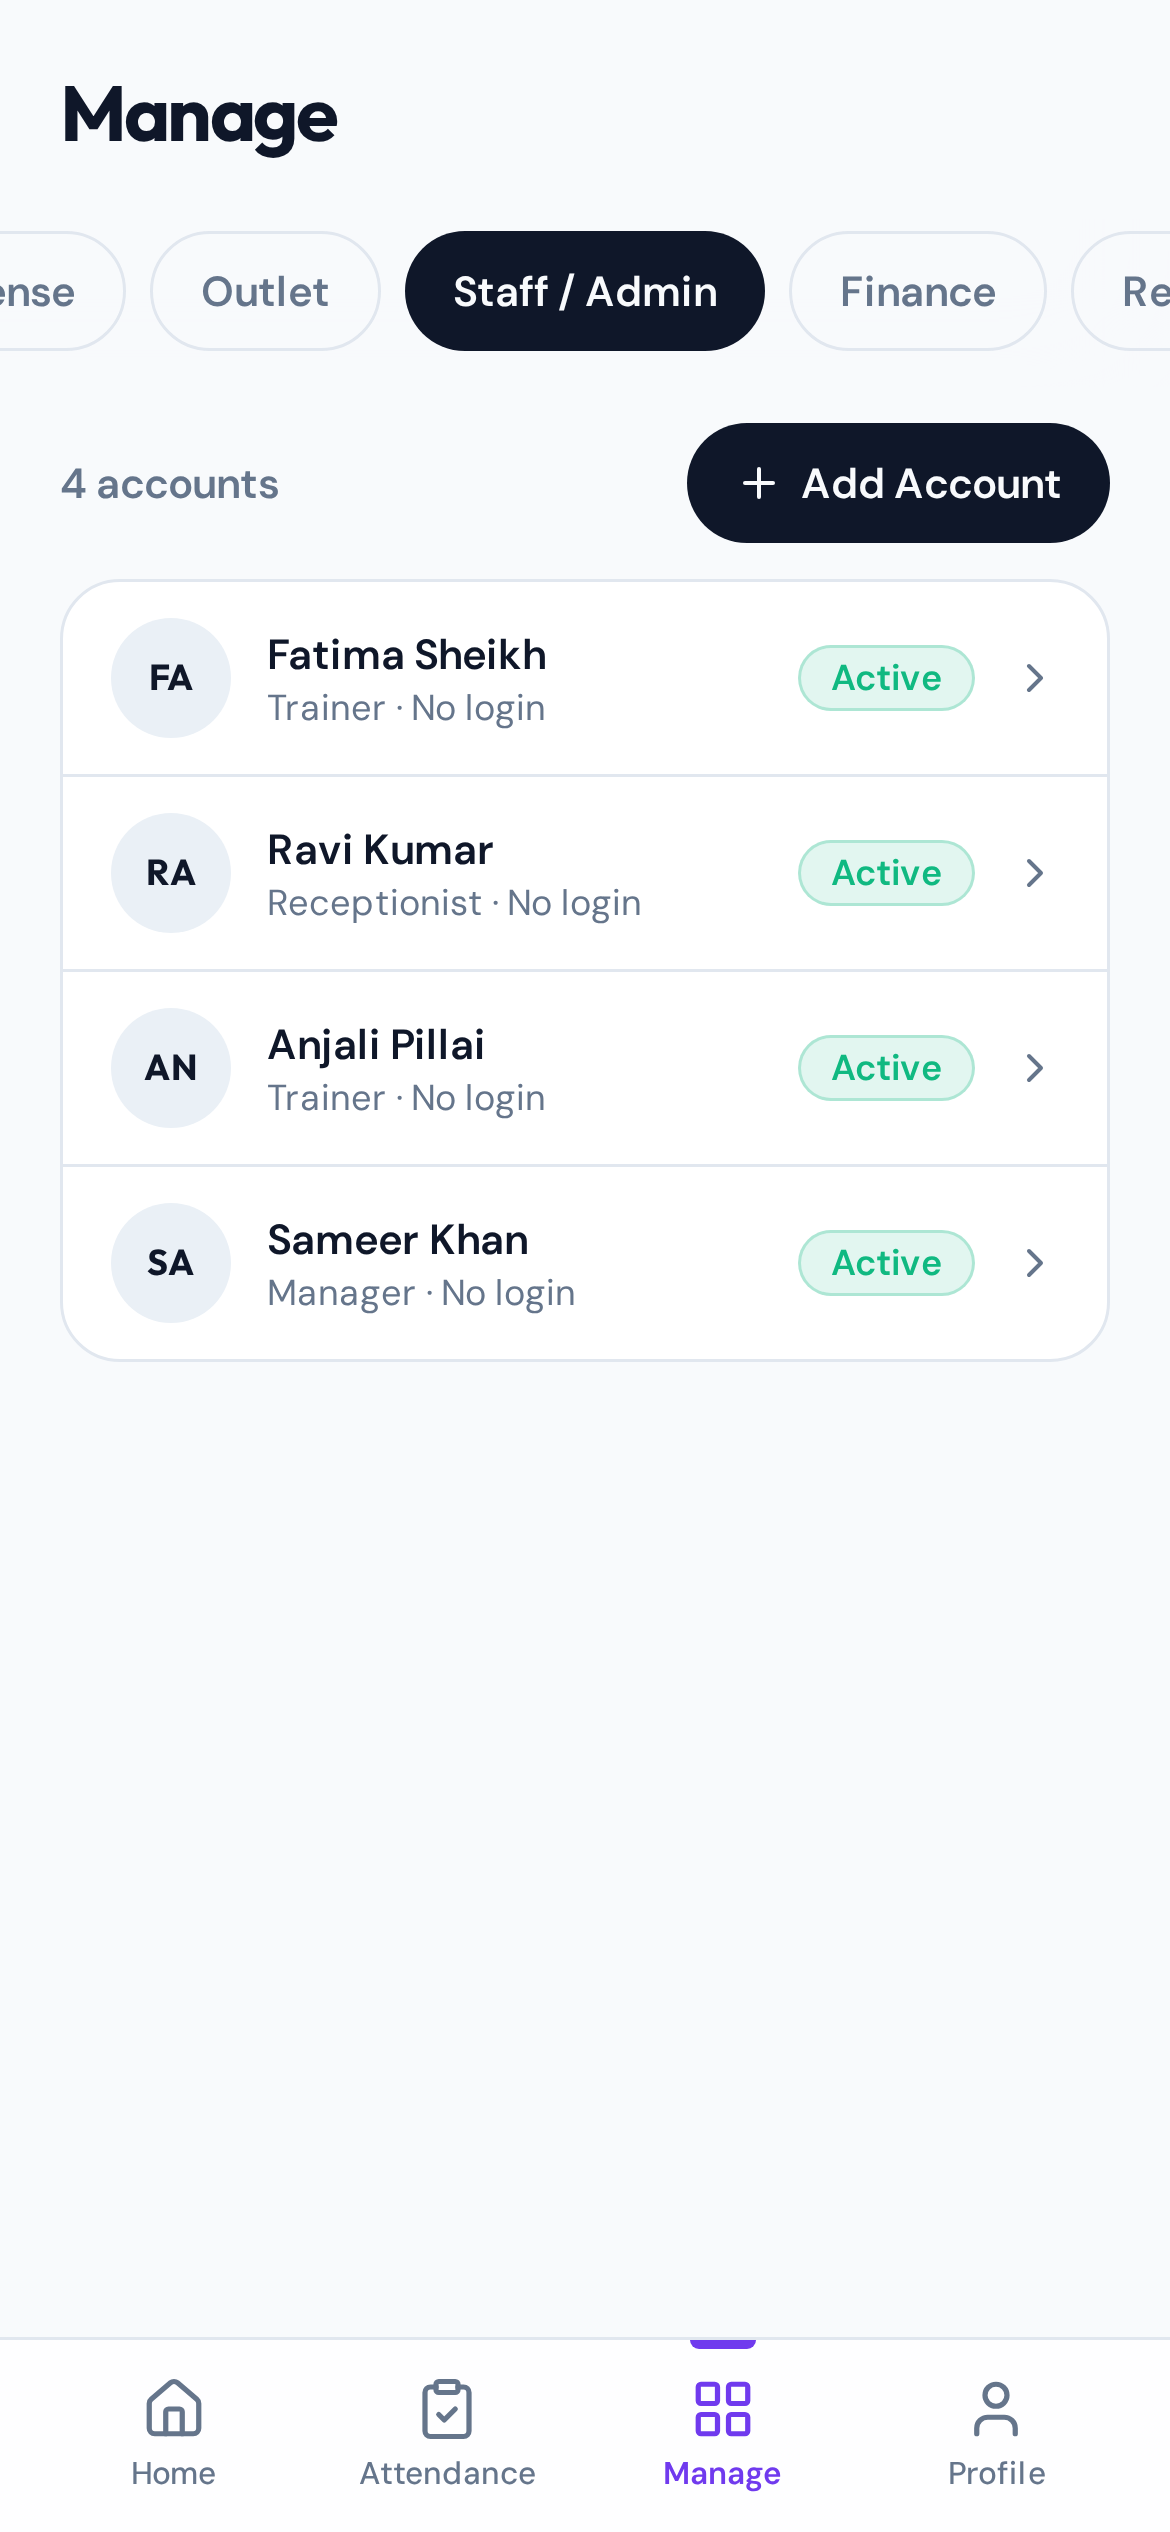 Manage
ense
Outlet
Staff / Admin
Finance
Re
4 accounts
+ Add Account
FA
Fatima Sheikh
Trainer · No login
Active
RA
Ravi Kumar
Receptionist · No login
Active
AN
Anjali Pillai
Trainer · No login
Active
SA
Sameer Khan
Manager · No login
Active
Home
Attendance
Manage
Profile